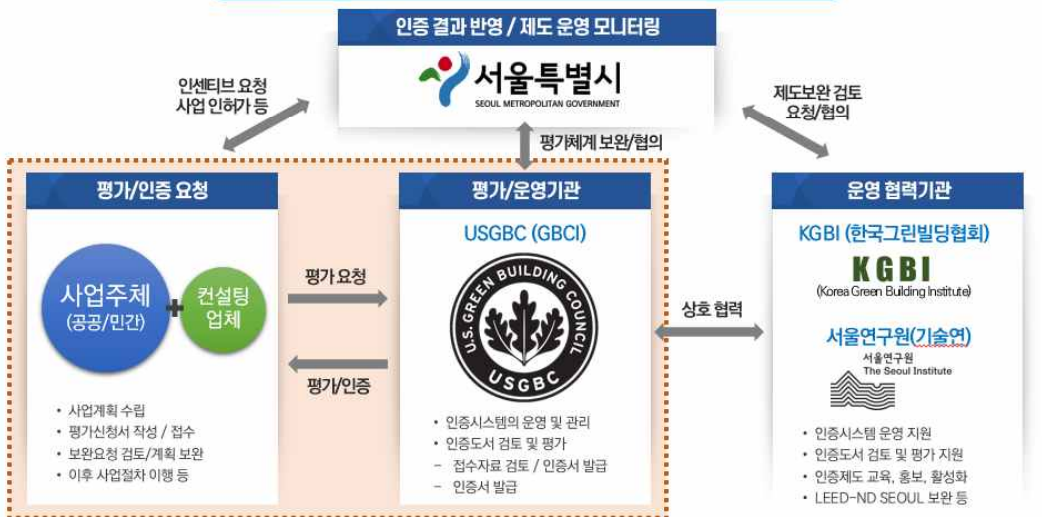 인증 결과 반영 / 제도 운영 모니터링
서울특별시
SEOUL METROPOLITAN GOVERNMENT
인센티브 요청
사업 인허가 등
제도보완 검토
요청/협의
평가체계 보완/협의
평가/인증 요청
사업주체
(공공/민간)
+
컨설팅
업체
• 사업계획 수립
• 평가신청서 작성 / 접수
• 보완요청 검토/계획 보완
• 이후 사업절차 이행 등
평가 요청
평가/인증
평가/운영기관
USGBC (GBCI)
U.S. GREEN BUILDING COUNCIL
USGBC
• 인증시스템의 운영 및 관리
• 인증도서 검토 및 평가
- 접수자료 검토 / 인증서 발급
- 인증서 발급
상호 협력
운영 협력기관
KGBI (한국그린빌딩협회)
KGBI
(Korea Green Building Institute)
서울연구원(기술연)
서울연구원
The Seoul Institute
• 인증시스템 운영 지원
• 인증도서 검토 및 평가 지원
• 인증제도 교육, 홍보, 활성화
• LEED-ND SEOUL 보완 등